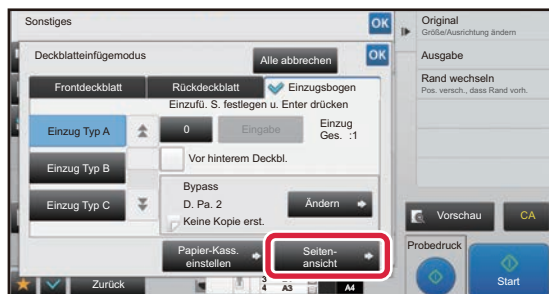 Sonstiges
OK
Deckblatteinfügemodus
Alle abbrechen
OK
Frontdeckblatt
Rückdeckblatt
Einzugsbogen
Einzufü. S. festlegen u. Enter drücken
Einzug Typ A
0
Eingabe
Einzug
Ges. :1
Einzug Typ B
Vor hinterem Deckbl.
Einzug Typ C
Bypass
D. Pa. 2
Keine Kopie erst.
Ändern
Papier-Kass.
einstellen
Seiten-
ansicht
Zurück
3
4
A3
A4
Original
Größe/Ausrichtung ändern
Ausgabe
Rand wechseln
Pos. versch., dass Rand vorh.
Vorschau
CA
Probedruck
Start